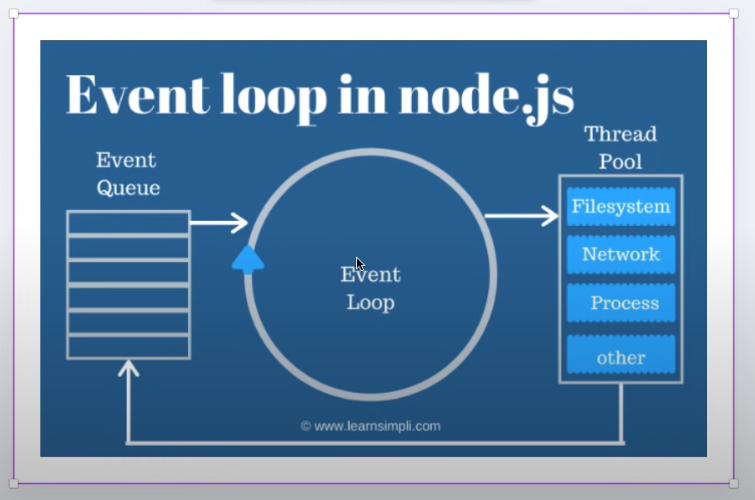 Event loop in node.js
Event
Queue
Event
Loop
Thread
Pool
Filesystem
Network
Process
other
© www.learnsimpli.com